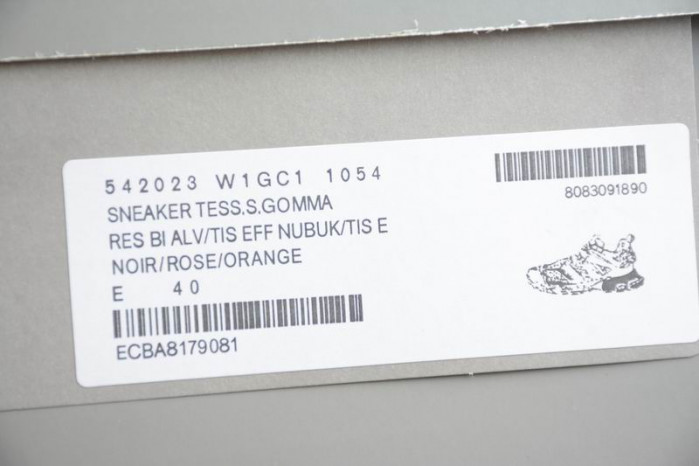 542023 W1GC1 1054
SNEAKER TESS.S.GOMMA
RES BI ALV/TIS EFF NUBUK/TIS E
NOIR/ROSE/ORANGE
E 40
ECBA8179081
8083091890